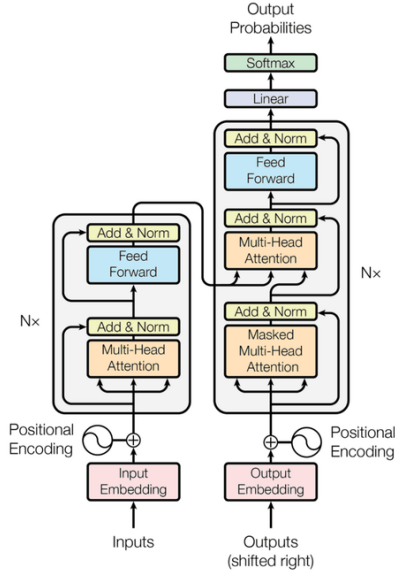 Output
Probabilities
Softmax
Linear
Add & Norm
Feed
Forward
Add & Norm
Multi-Head
Attention
Add & Norm
Masked
Multi-Head
Attention
N×
Add & Norm
Feed
Forward
Add & Norm
Multi-Head
Attention
N×
Positional
Encoding
Input
Embedding
Inputs
Positional
Encoding
Output
Embedding
Outputs
(shifted right)